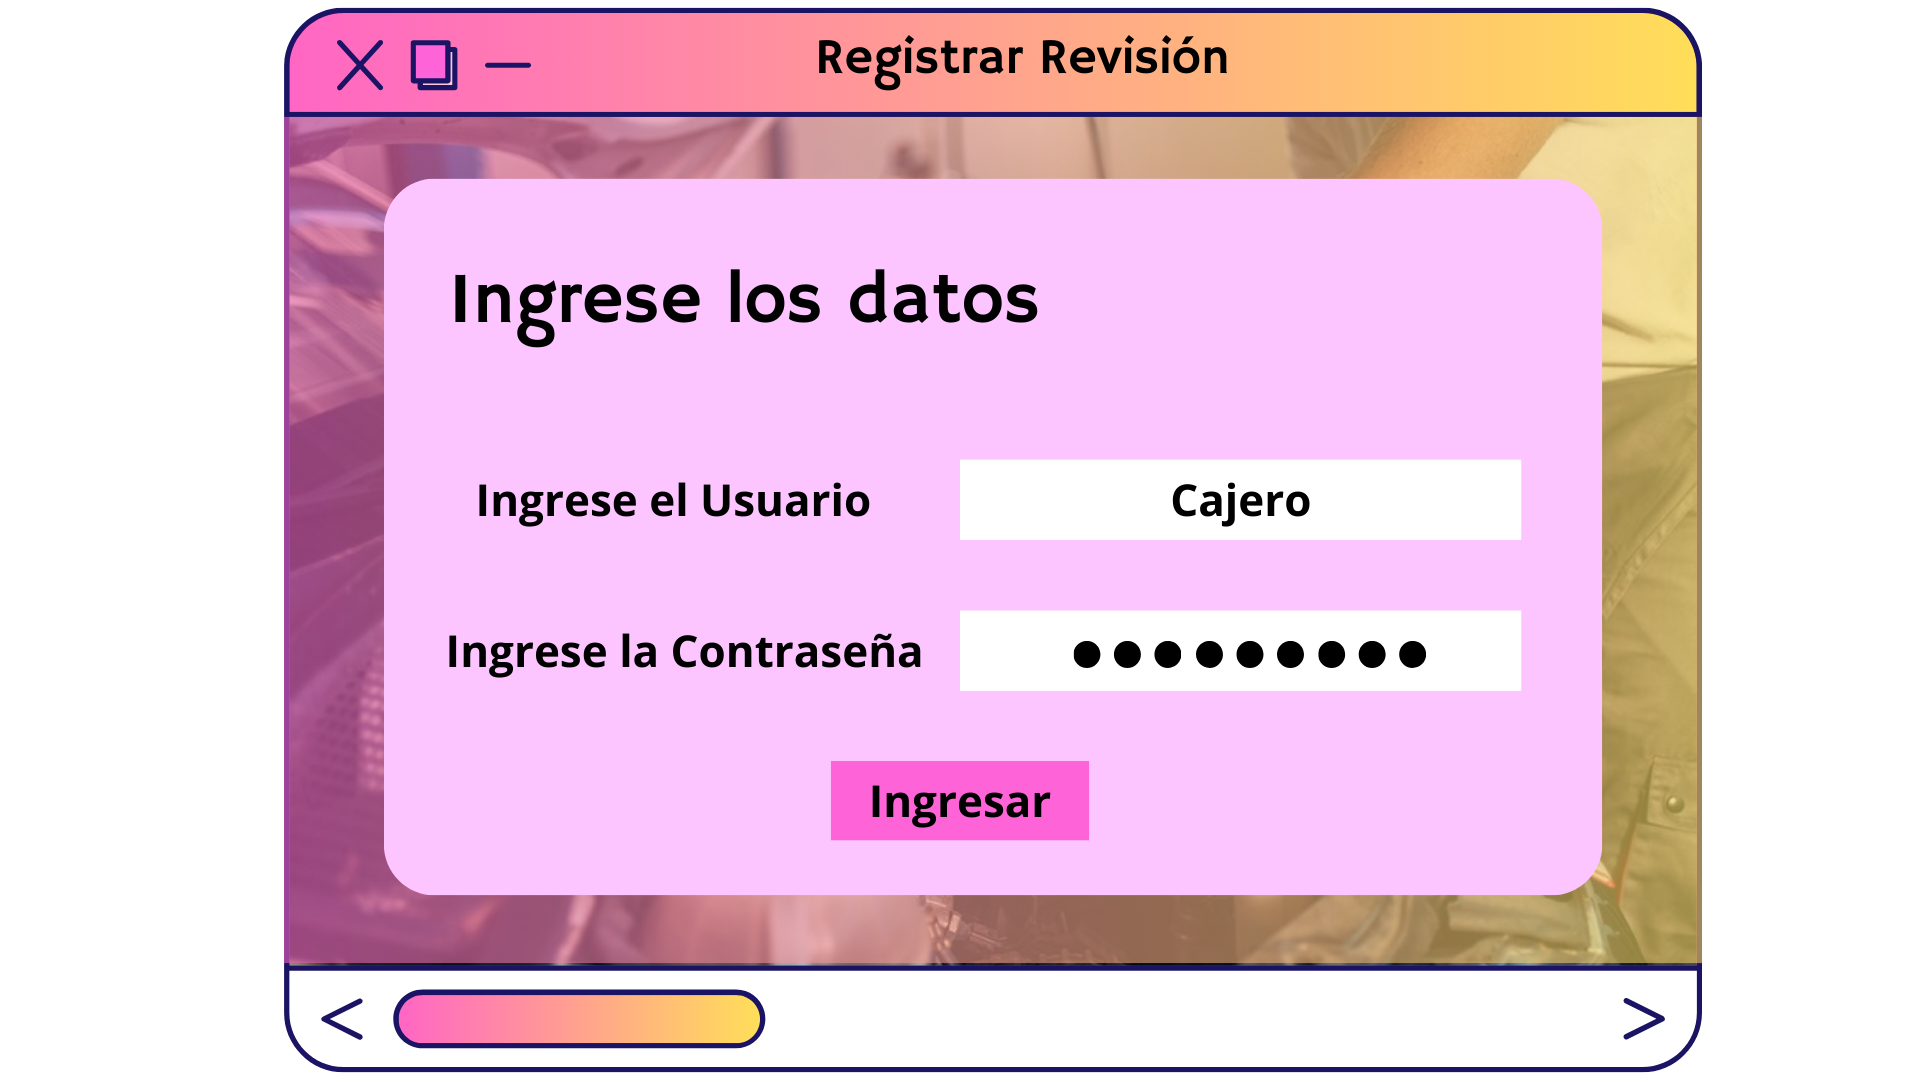 Registrar Revisión
Ingrese los datos
Ingrese el Usuario
Cajero
Ingrese la Contraseña
●●●●●●●●●
Ingresar